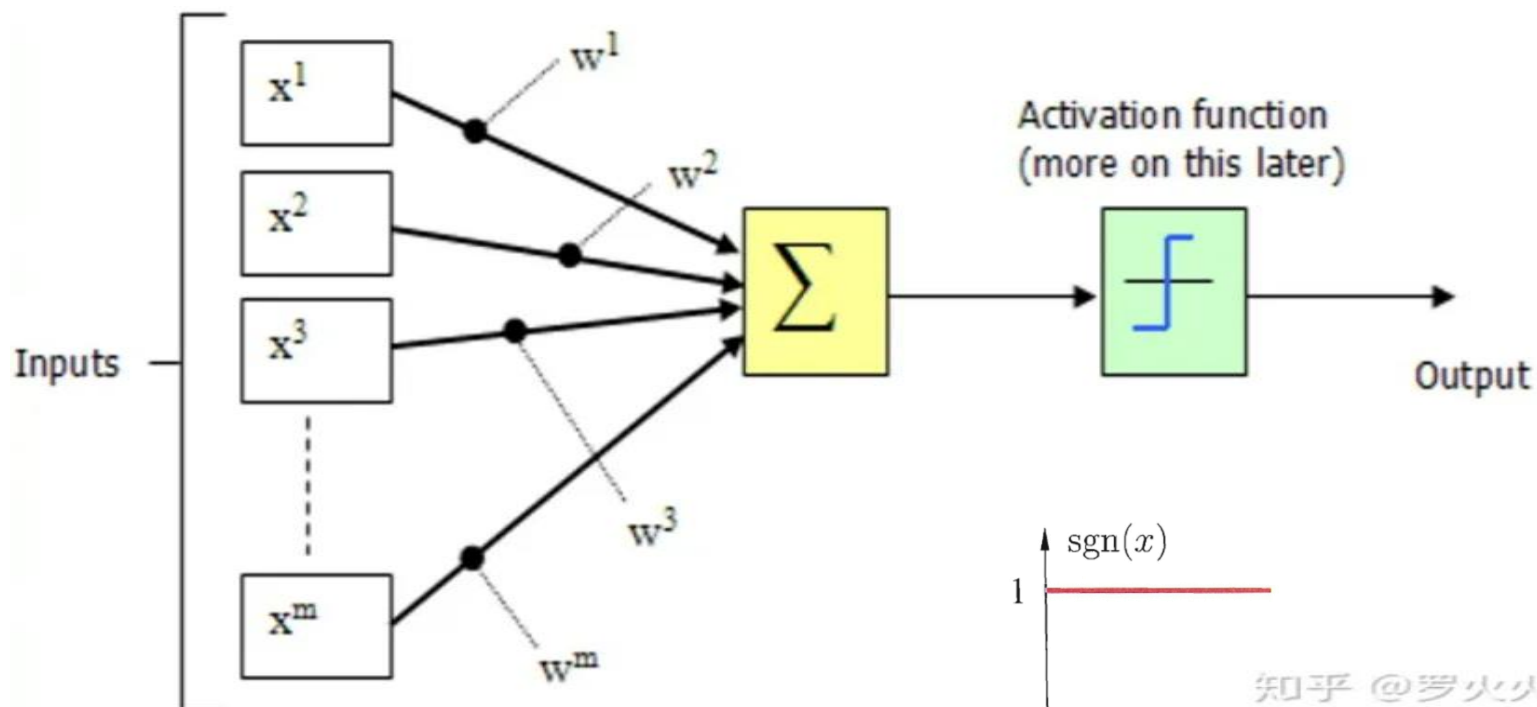 x¹
w¹
x²
w²
x³
w³
xᵐ
wᵐ
Inputs
∑
Activation function
(more on this later)
Output
sgn(x)
1
知乎 @罗火